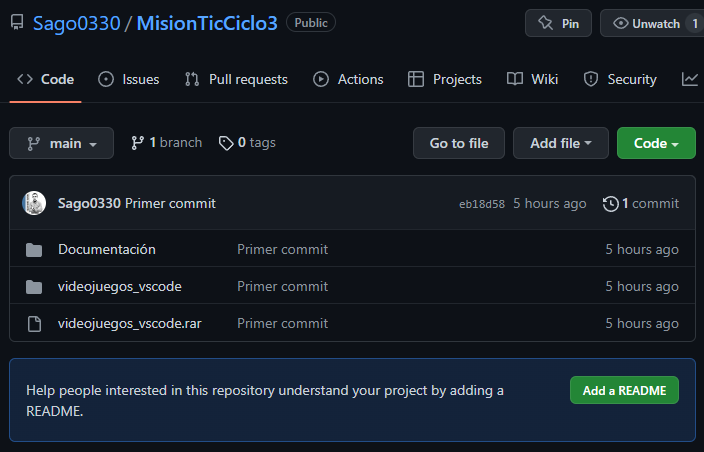 Sago0330 / MisionTicCiclo3 Public Pin Unwatch 1
Code Issues Pull requests Actions Projects Wiki Security
main 1 branch 0 tags Go to file Add file Code
Sago0330 Primer commit eb18d58 5 hours ago 1 commit
Documentación Primer commit 5 hours ago
videojuegos_vscode Primer commit 5 hours ago
videojuegos_vscode.rar Primer commit 5 hours ago
Help people interested in this repository understand your project by adding a
README.
Add a README